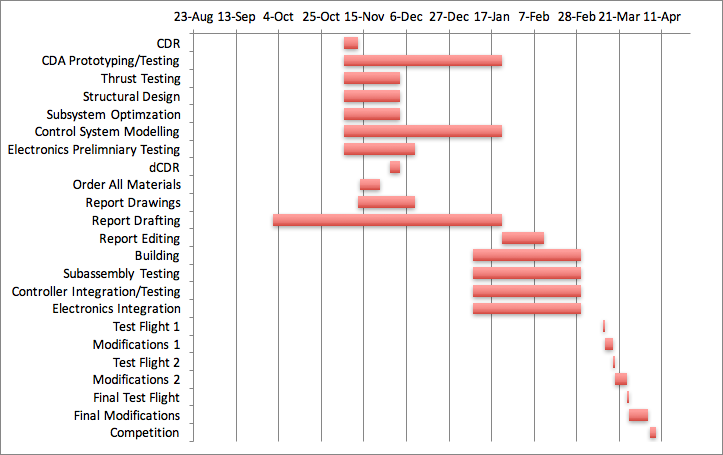 23-Aug 13-Sep 4-Oct 25-Oct 15-Nov 6-Dec 27-Dec 17-Jan 7-Feb 28-Feb 21-Mar 11-Apr
CDR
CDA Prototyping/Testing
Thrust Testing
Structural Design
Subsystem Optimzation
Control System Modelling
Electronics Prelimniary Testing
dCDR
Order All Materials
Report Drawings
Report Drafting
Report Editing
Building
Subassembly Testing
Controller Integration/Testing
Electronics Integration
Test Flight 1
Modifications 1
Test Flight 2
Modifications 2
Final Test Flight
Final Modifications
Competition